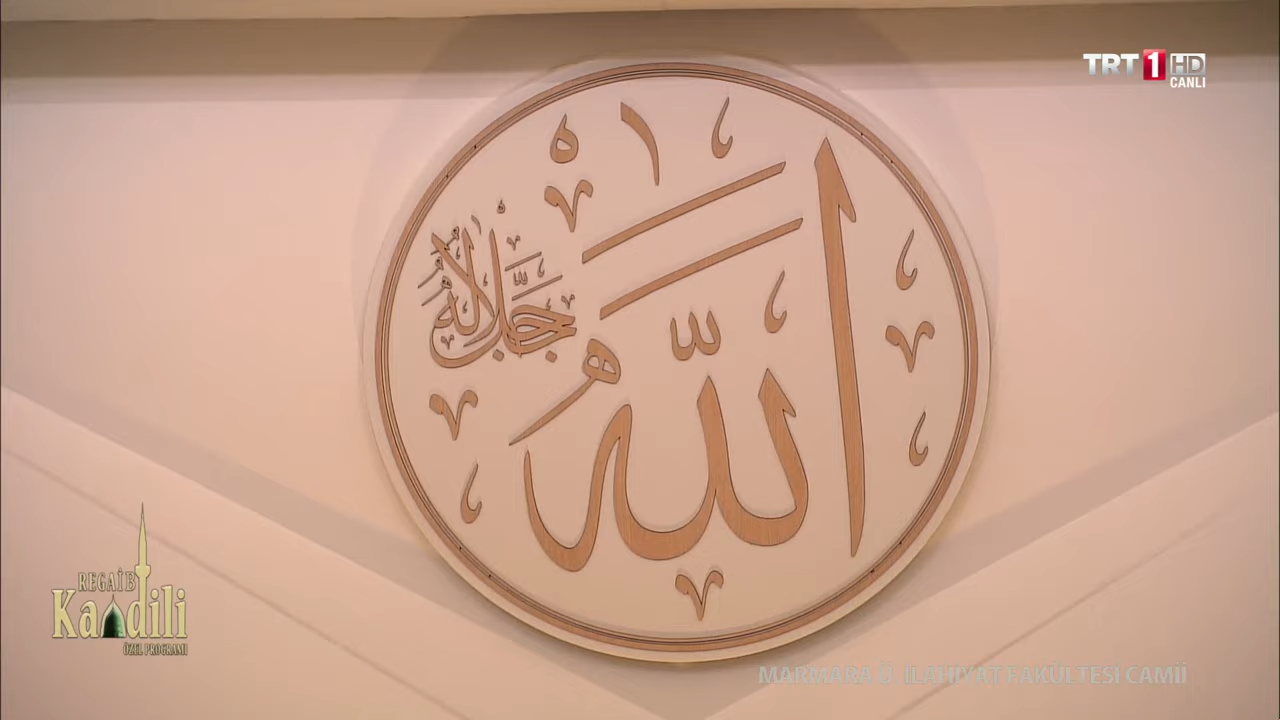 TRT 1 HD
CANLI
الله
جل جلاله
REGAİB
Kandili
ÖZEL PROGRAMI
MARMARA Ü. İLAHİYAT FAKÜLTESİ CAMİİ